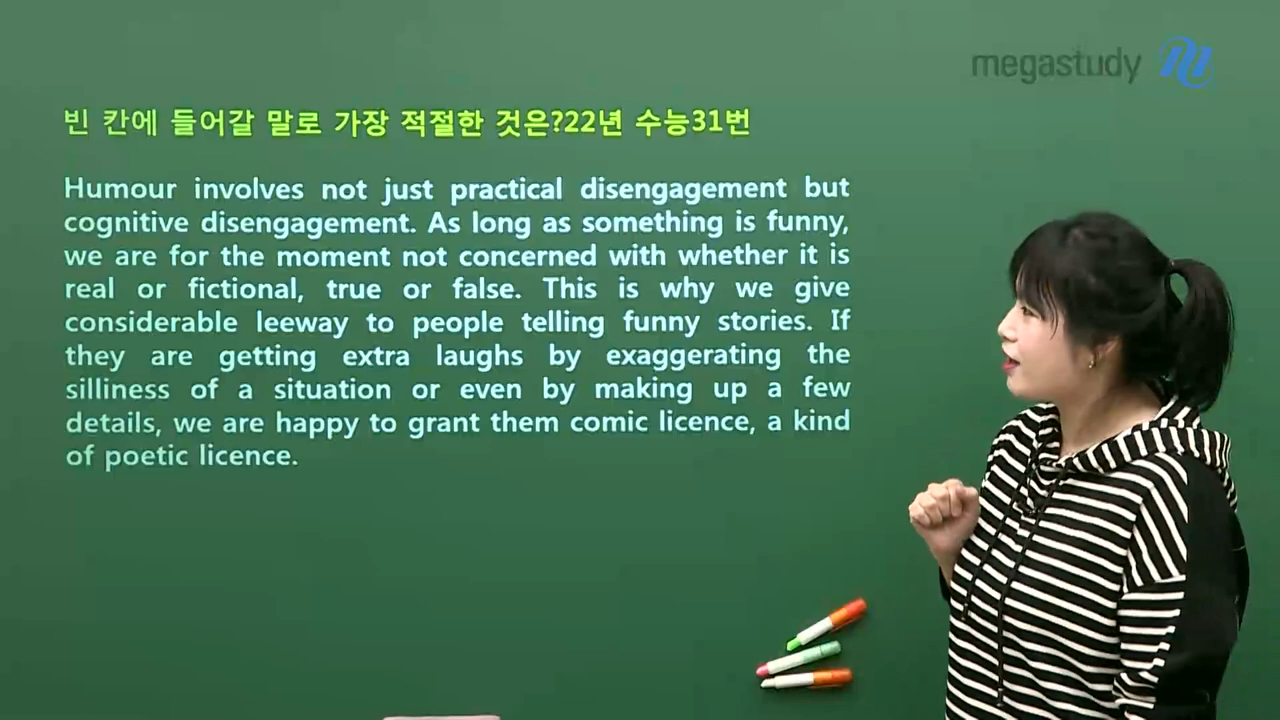 megastudy
빈 칸에 들어갈 말로 가장 적절한 것은?22년 수능31번
Humour involves not just practical disengagement but
cognitive disengagement. As long as something is funny,
we are for the moment not concerned with whether it is
real or fictional, true or false. This is why we give
considerable leeway to people telling funny stories. If
they are getting extra laughs by exaggerating the
silliness of a situation or even by making up a few
details, we are happy to grant them comic licence, a kind
of poetic licence.